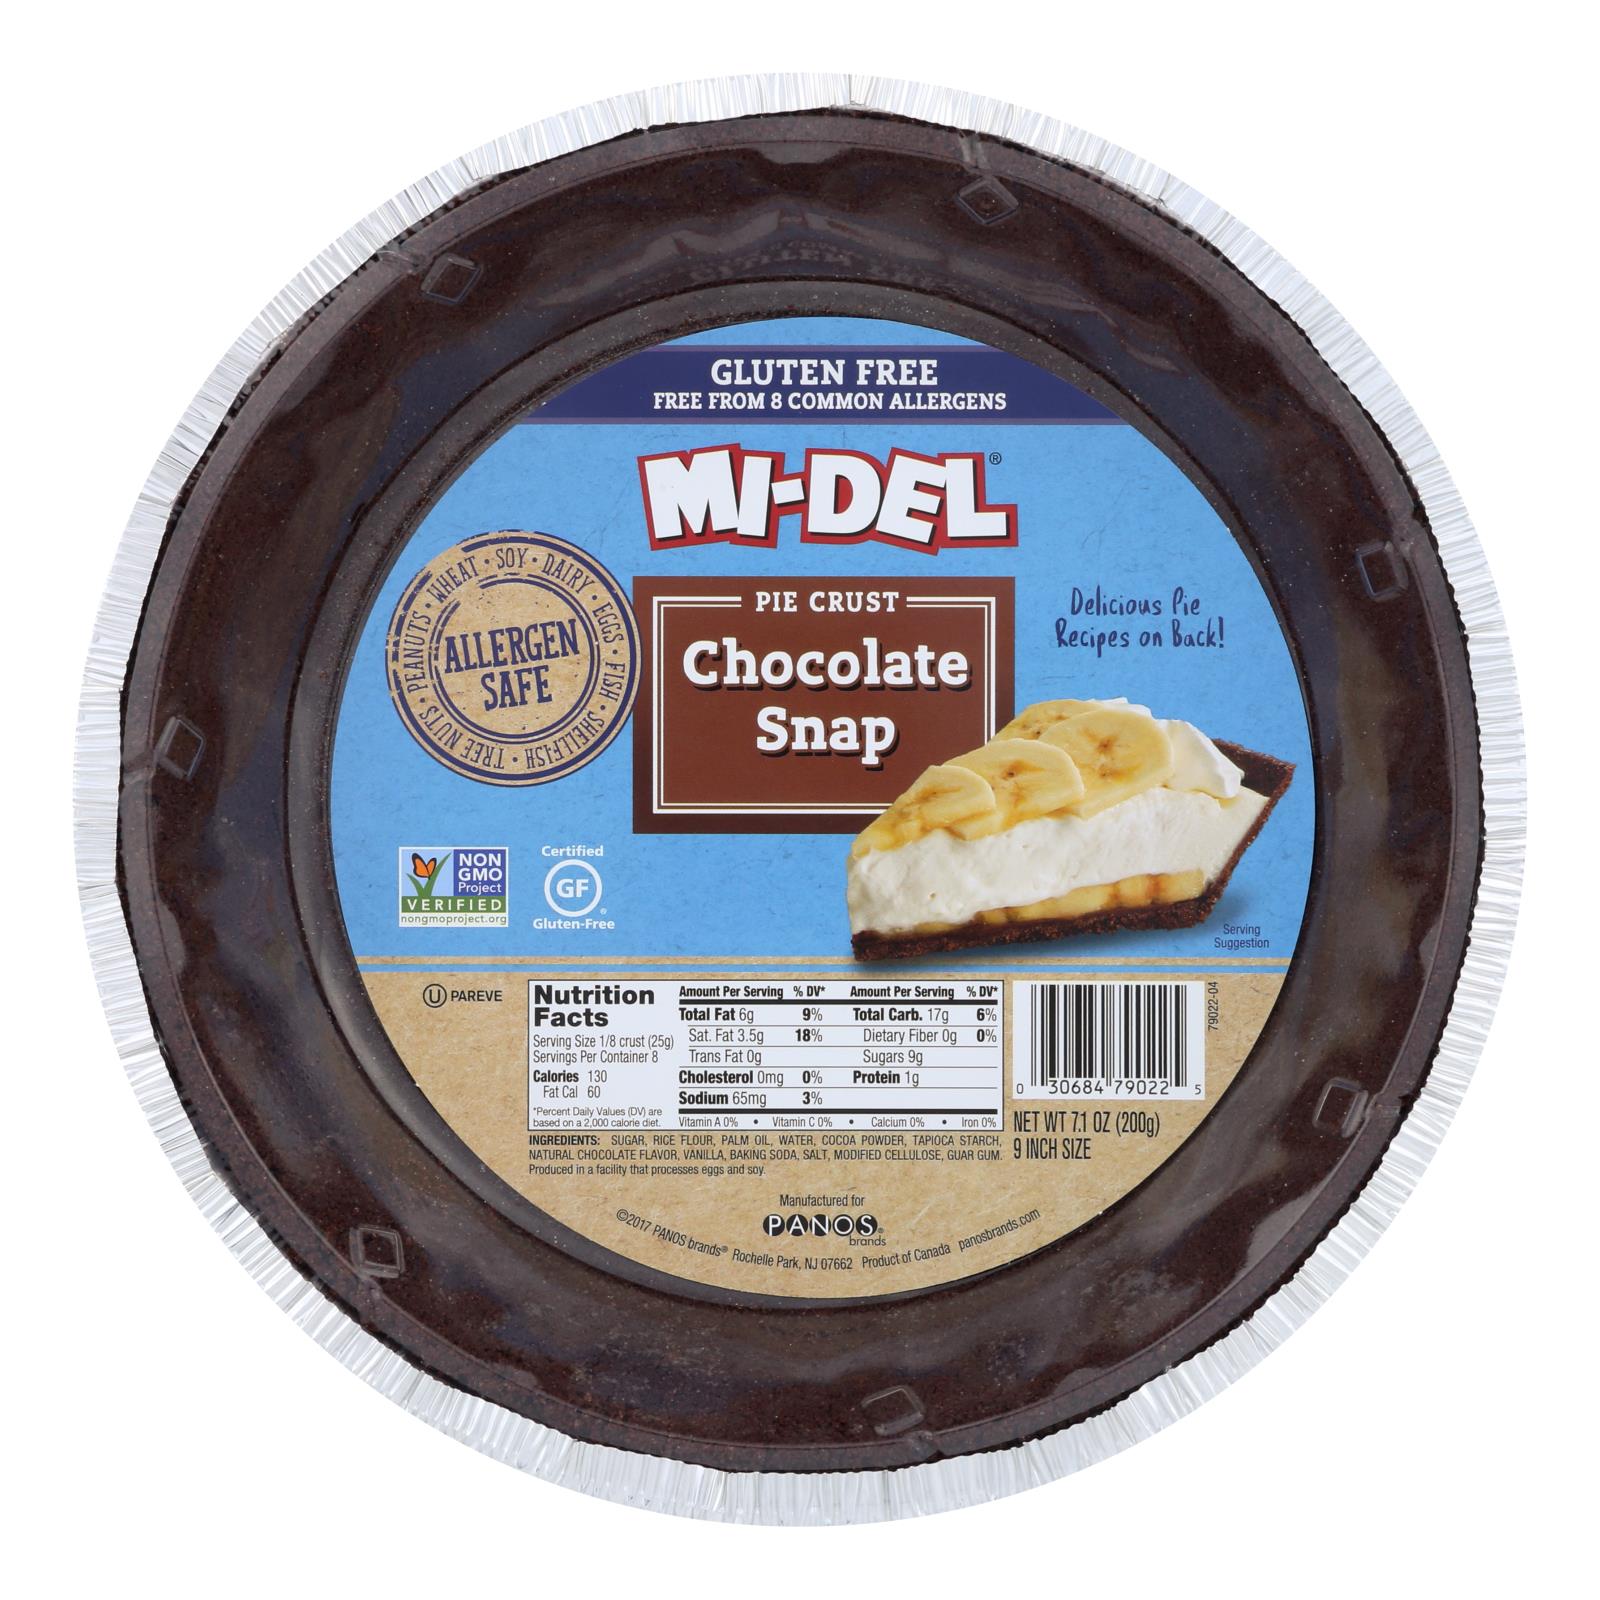 GLUTEN FREE
FREE FROM 8 COMMON ALLERGENS
MI-DEL®
PIE CRUST
Chocolate
Snap
Delicious Pie
Recipes on Back!
ALLERGEN
SAFE
TREE NUTS • PEANUTS • WHEAT • SOY • DAIRY • EGGS • FISH • SHELLFISH •
NON
GMO
Project
VERIFIED
nongmoproject.org
Certified
GF®
Gluten-Free
Serving
Suggestion
U PAREVE
Nutrition
Facts
Serving Size 1/8 crust (25g)
Servings Per Container 8
Calories 130
Fat Cal 60
*Percent Daily Values (DV) are
based on a 2,000 calorie diet.
Amount Per Serving % DV* Amount Per Serving % DV*
Total Fat 6g 9% Total Carb. 17g 6%
Sat. Fat 3.5g 18% Dietary Fiber 0g 0%
Trans Fat 0g Sugars 9g
Cholesterol 0mg 0% Protein 1g
Sodium 65mg 3%
Vitamin A 0% • Vitamin C 0% • Calcium 0% • Iron 0%
INGREDIENTS: SUGAR, RICE FLOUR, PALM OIL, WATER, COCOA POWDER, TAPIOCA STARCH,
NATURAL CHOCOLATE FLAVOR, VANILLA, BAKING SODA, SALT, MODIFIED CELLULOSE, GUAR GUM.
Produced in a facility that processes eggs and soy.
79022-04
0 30684 79022 5
NET WT 7.1 OZ (200g)
9 INCH SIZE
Manufactured for
PANOS®
brands
©2017 PANOS brands® Rochelle Park, NJ 07662 Product of Canada panosbrands.com